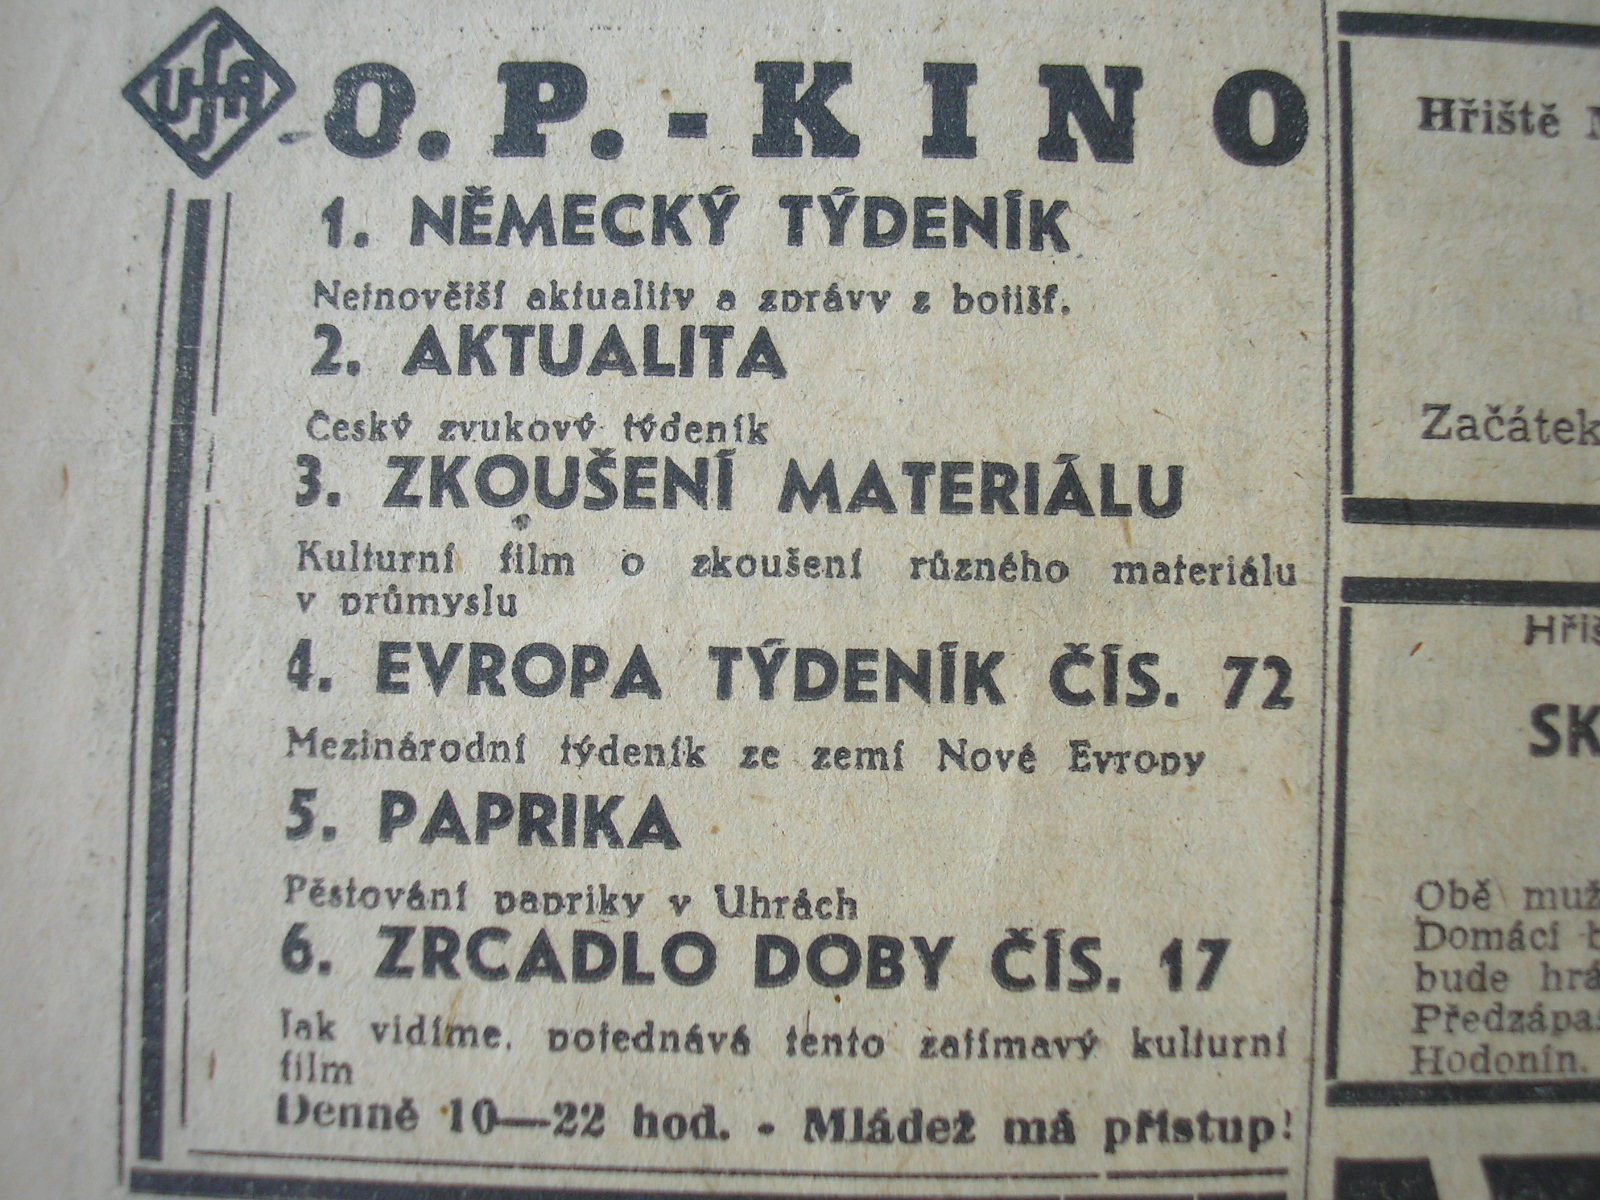 UFA
O. P. - KINO
1. NĚMECKÝ TÝDENÍK
Nejnovější aktuality a zprávy z bojišť.
2. AKTUALITA
Český zvukový týdeník
3. ZKOUŠENÍ MATERIÁLU
Kulturní film o zkoušení různého materiálu
v průmyslu
4. EVROPA TÝDENÍK ČÍS. 72
Mezinárodní týdeník ze zemí Nové Evropy
5. PAPRIKA
Pěstování papriky v Uhrách
6. ZRCADLO DOBY ČÍS. 17
Jak vidíme, pojednává tento zajímavý kulturní
film
Denně 10—22 hod. - Mládež má přístup!
Hřiště
Začátek
SK
Obě
Domácí
bude
Hodonín.